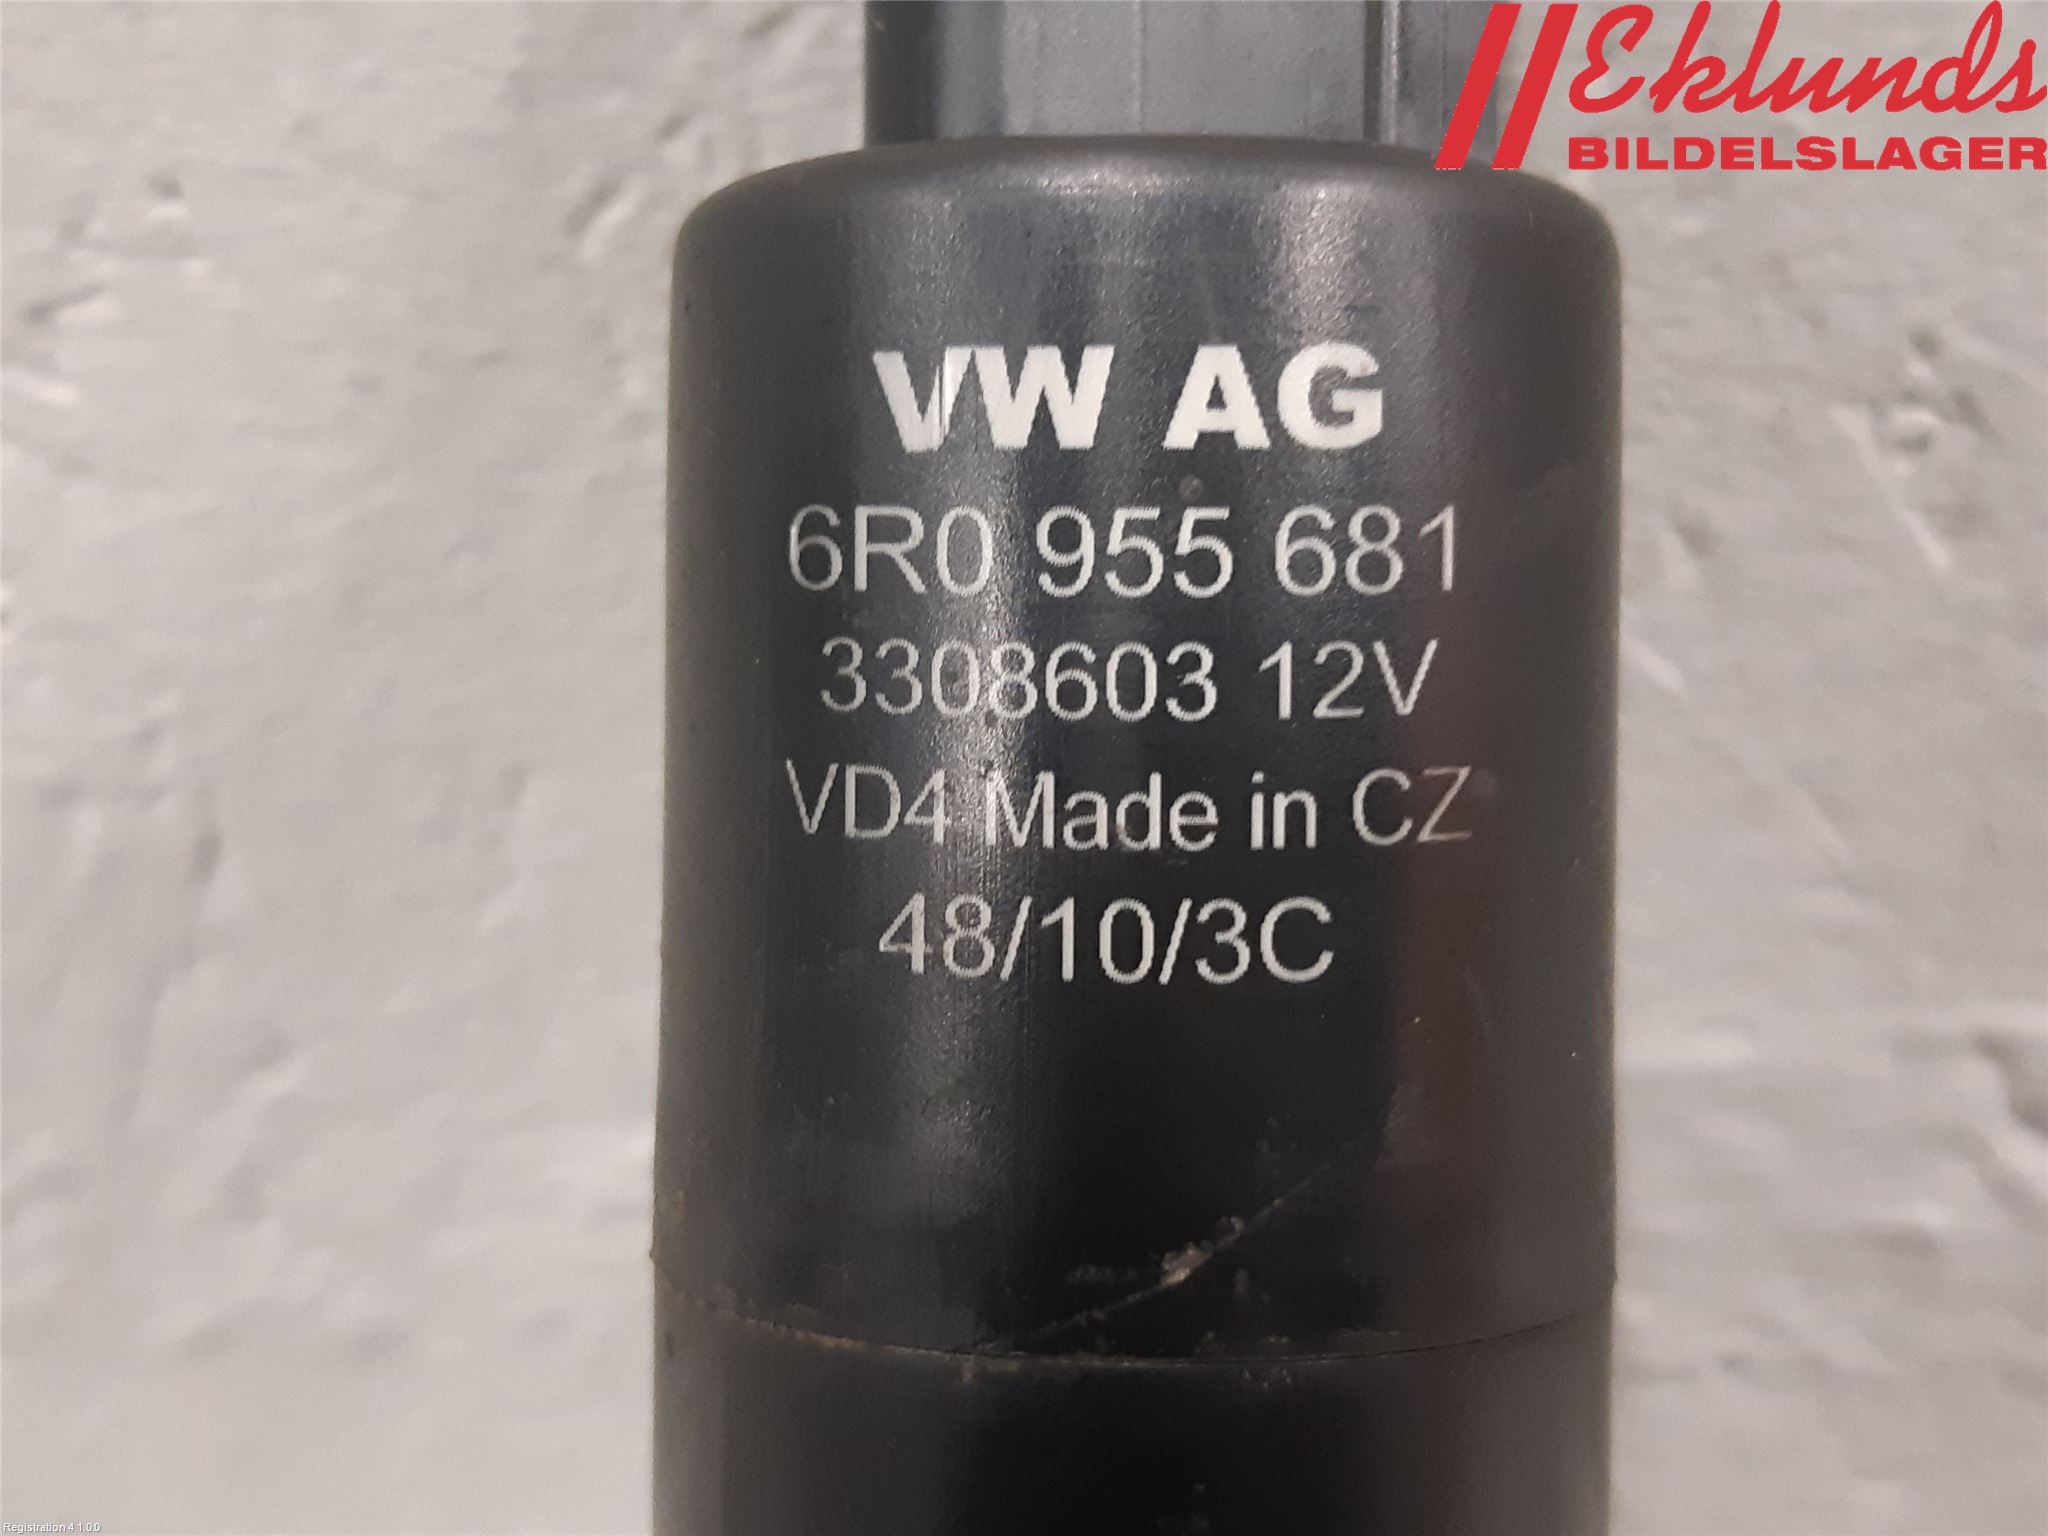 Eklunds
BILDELSLAGER
VW AG
6R0 955 681
3308603 12V
VD4 Made in CZ
48/10/3C
Registration 4.1.0.0